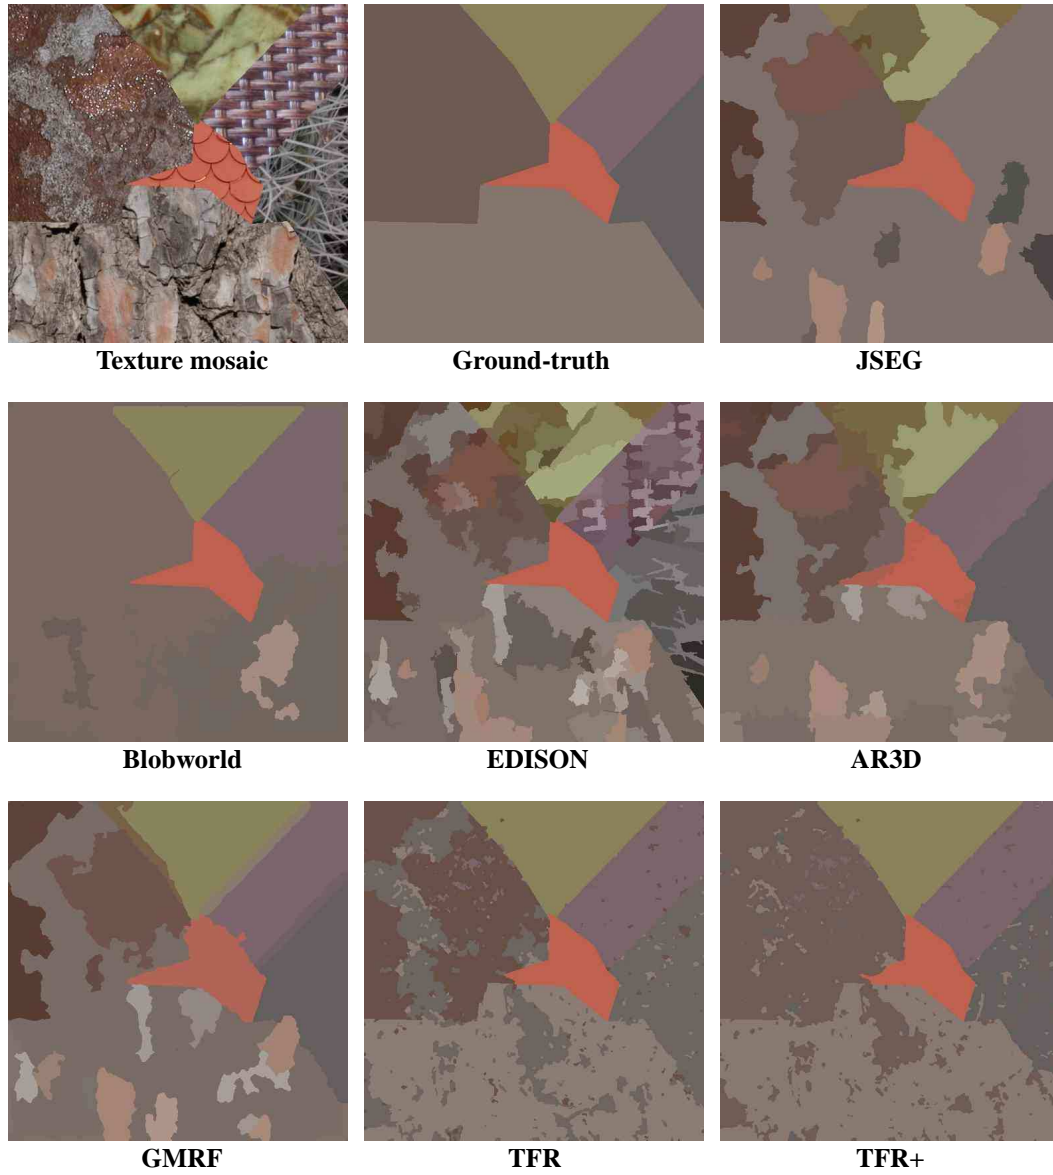 Texture mosaic
Ground-truth
JSEG
Blobworld
EDISON
AR3D
GMRF
TFR
TFR+